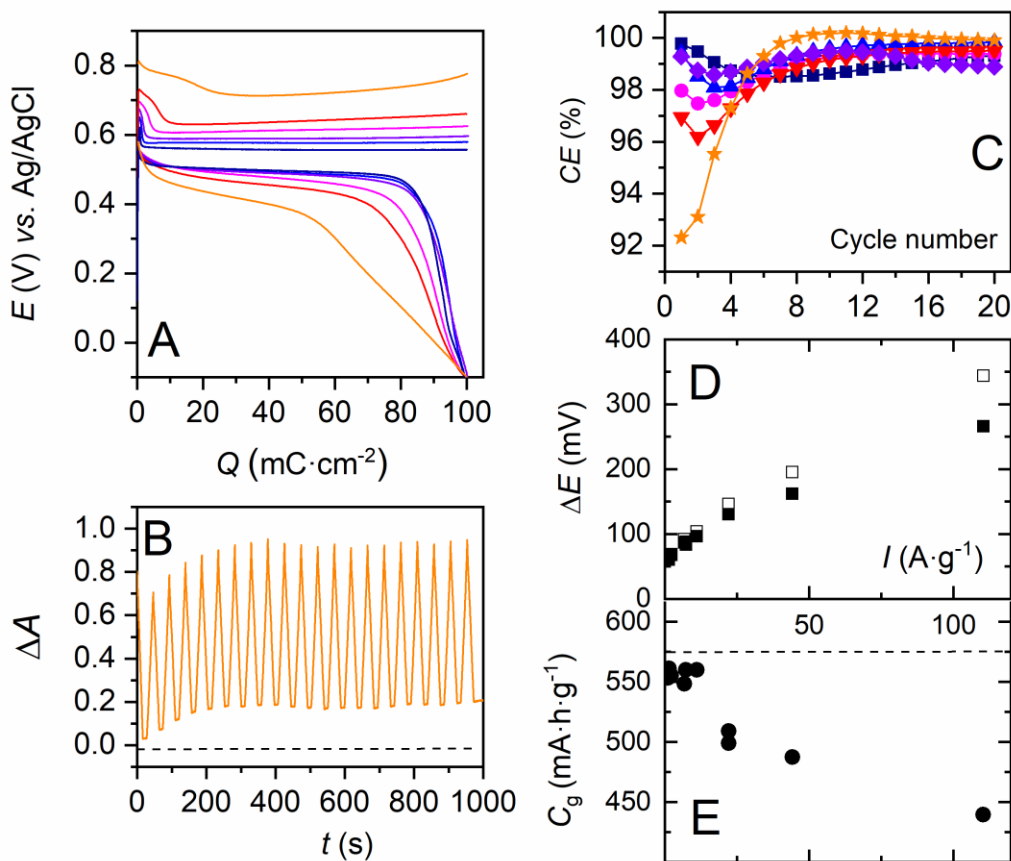 0.8
0.6
0.4
0.2
0.0
E (V) vs. Ag/AgCl
A
0 20 40 60 80 100
Q (mC·cm⁻²)
1.0
0.8
0.6
0.4
0.2
0.0
ΔA
B
0 200 400 600 800 1000
t (s)
100
98
96
94
92
CE (%)
C
Cycle number
0 4 8 12 16 20
D
400
300
200
100
0
ΔE (mV)
I (A·g⁻¹)
50 100
600
550
500
450
C_g (mA·h·g⁻¹)
E